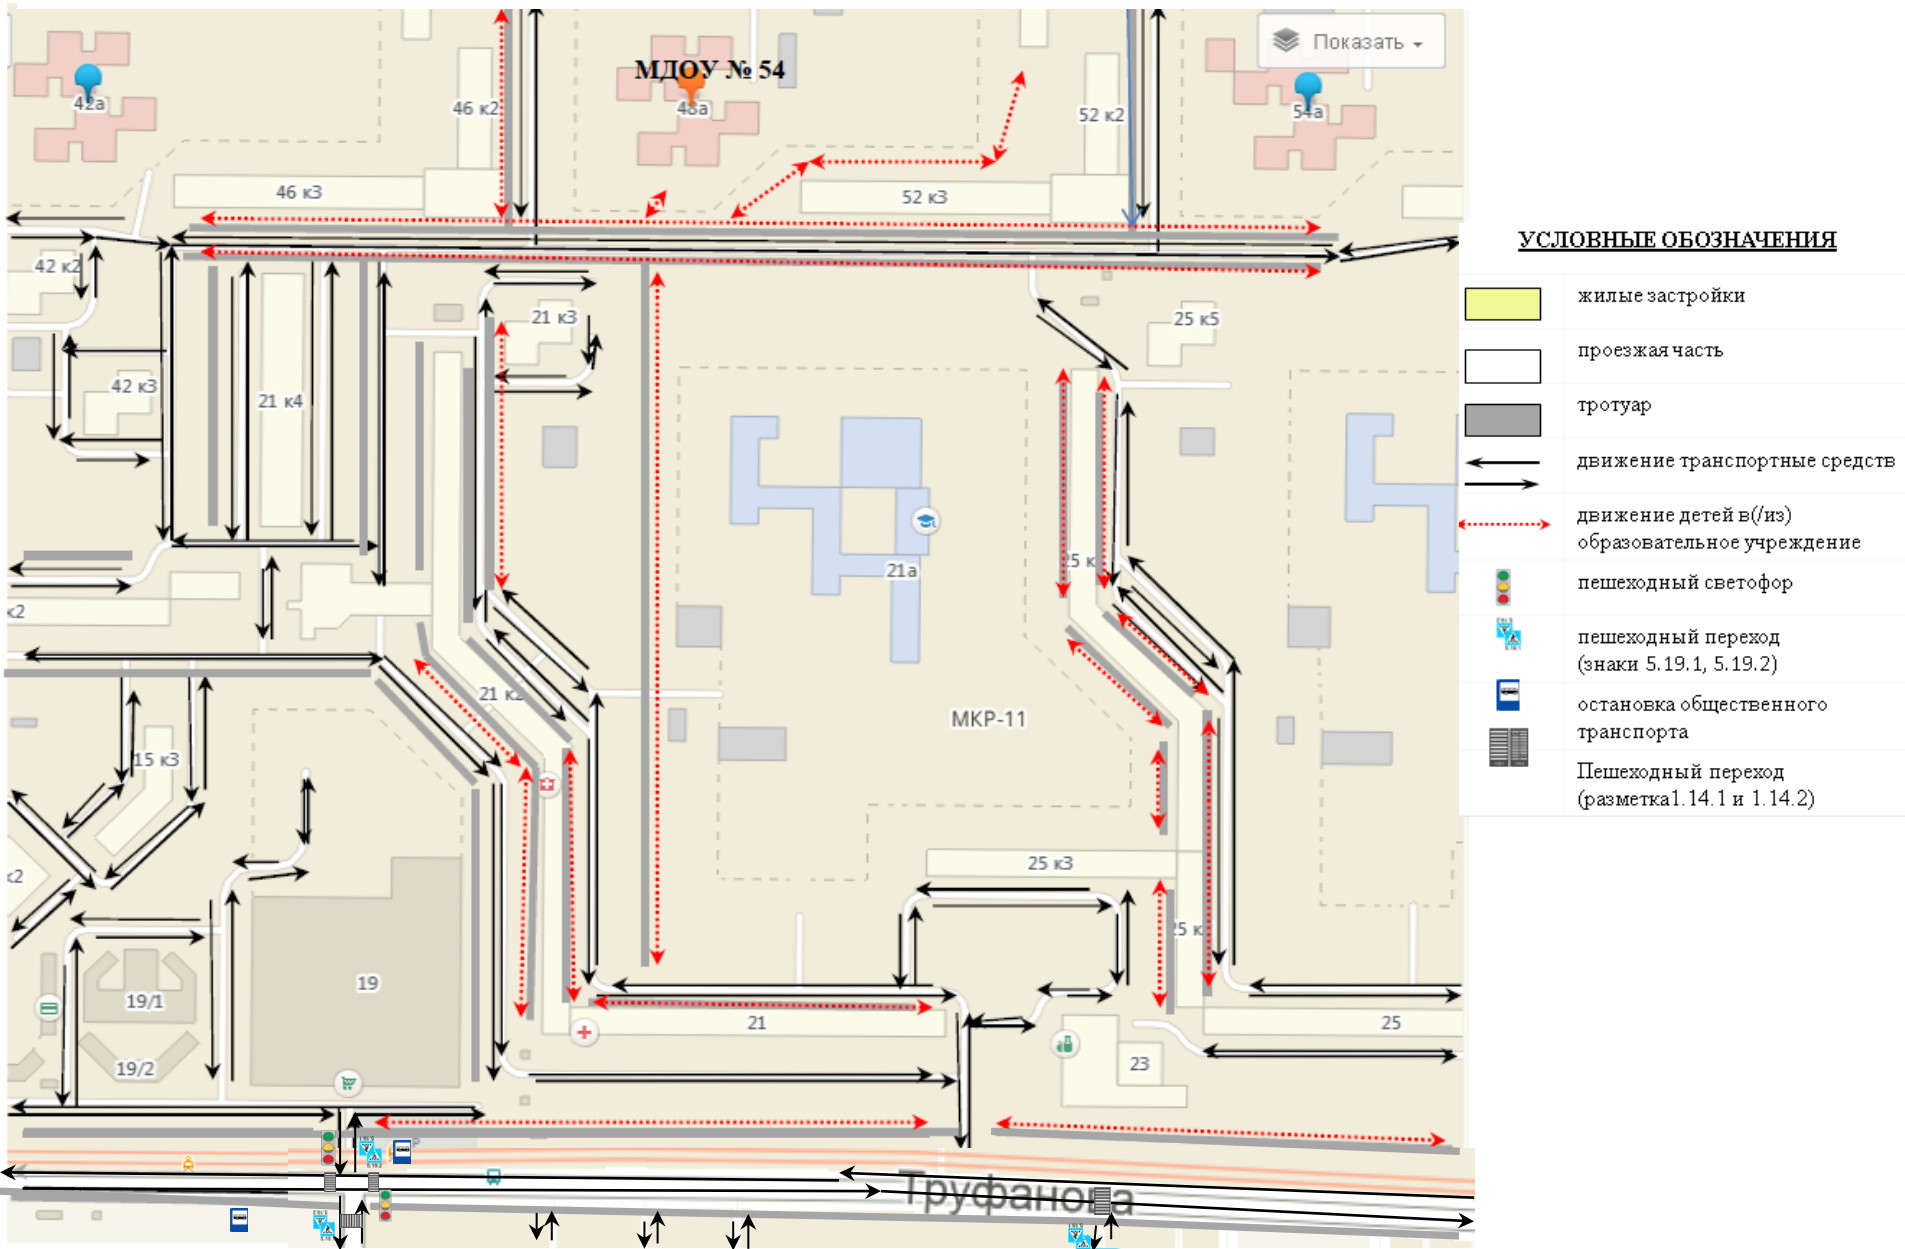 Показать
МДОУ № 54
42а
46 к2
48а
52 к2
54а
46 к3
52 к3
42 к2
21 к3
25 к5
42 к3
21 к4
25 к
21а
к2
21 к2
МКР-11
15 к3
к2
25 к3
25 к
19
19/1
21
25
19/2
23
Труфанова
УСЛОВНЫЕ ОБОЗНАЧЕНИЯ
жилые застройки
проезжая часть
тротуар
движение транспортные средств
движение детей в(/из)
образовательное учреждение
пешеходный светофор
пешеходный переход
(знаки 5.19.1, 5.19.2)
остановка общественного
транспорта
Пешеходный переход
(разметка1.14.1 и 1.14.2)